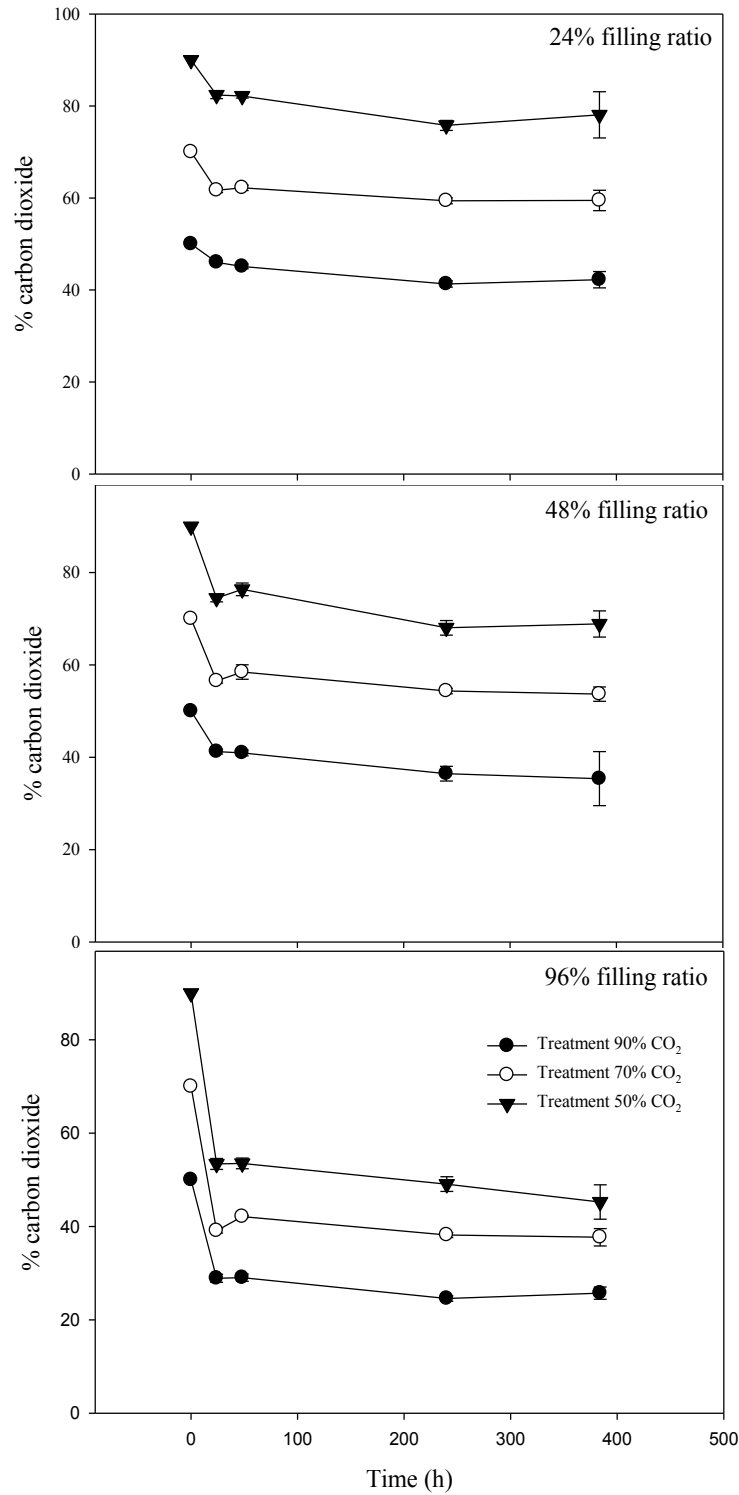 100
24% filling ratio
80
60
40
20
0
% carbon dioxide
48% filling ratio
80
60
40
20
0
% carbon dioxide
96% filling ratio
80
60
40
20
0
% carbon dioxide
Treatment 90% CO₂
Treatment 70% CO₂
Treatment 50% CO₂
0 100 200 300 400 500
Time (h)